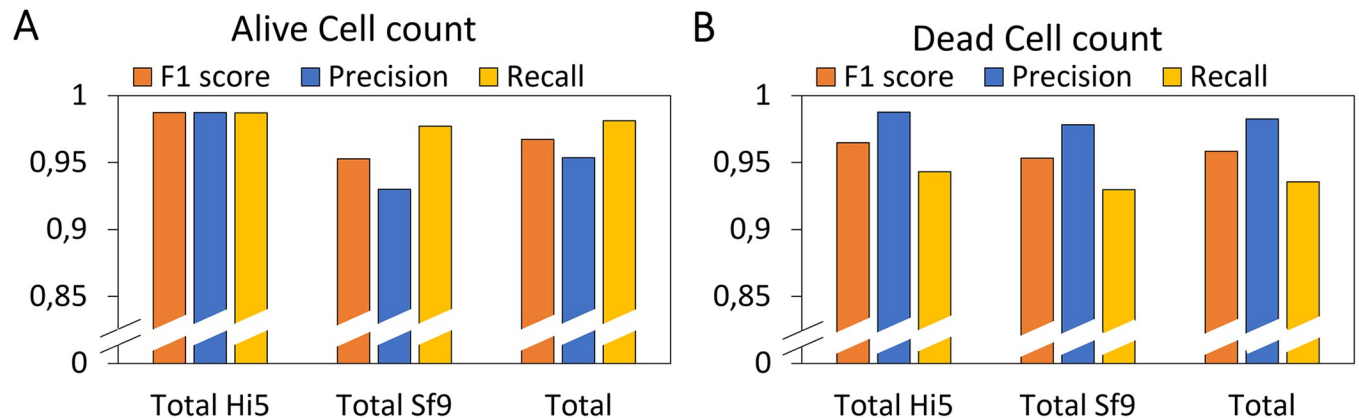 A
Alive Cell count
F1 score Precision Recall
1
0,95
0,9
0,85
0
Total Hi5 Total Sf9 Total
B
Dead Cell count
F1 score Precision Recall
1
0,95
0,9
0,85
0
Total Hi5 Total Sf9 Total